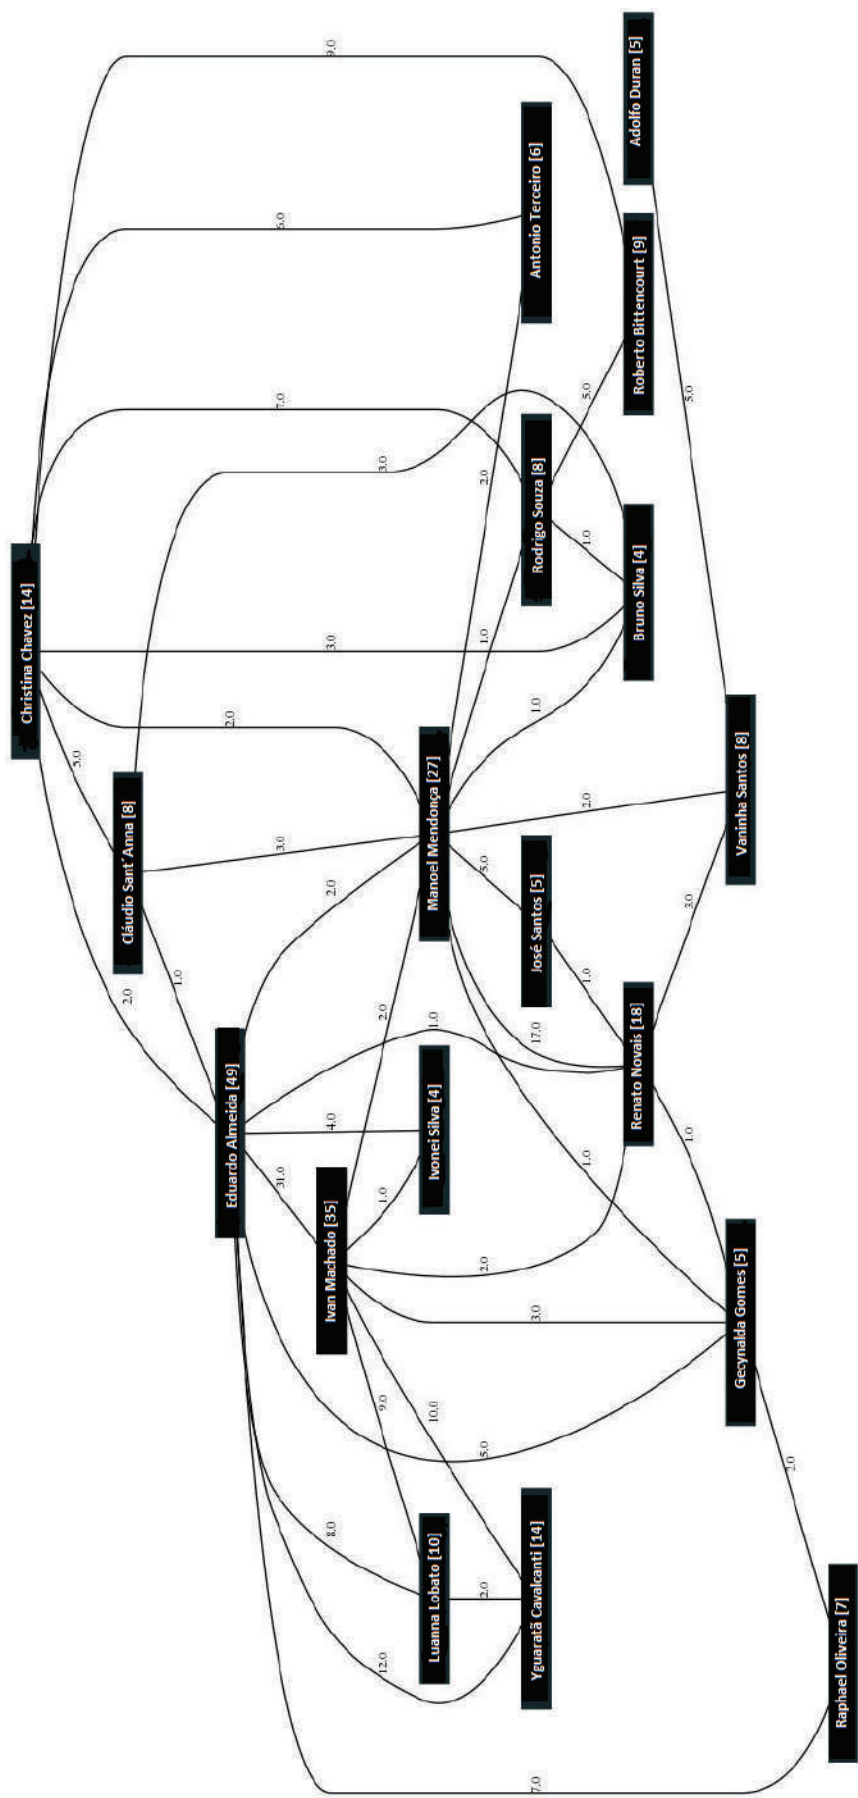 Christina Chavez [14]
9.0
6.0
7.0
3.0
2.0
5.0
2.0
Cláudio Sant´Anna [8]
3.0
3.0
1.0
Eduardo Almeida [49]
2.0
1.0
4.0
31.0
5.0
8.0
12.0
7.0
Ivan Machado [35]
2.0
1.0
2.0
3.0
10.0
9.0
Manoel Mendonça [27]
2.0
1.0
1.0
2.0
5.0
17.0
1.0
Ivonei Silva [4]
Luanna Lobato [10]
2.0
Antonio Terceiro [6]
Rodrigo Souza [8]
5.0
1.0
José Santos [5]
1.0
Yguaratã Cavalcanti [14]
Adolfo Duran [5]
5.0
Roberto Bittencourt [9]
Bruno Silva [4]
Renato Novais [18]
3.0
1.0
Vaninha Santos [8]
Gecynalda Gomes [5]
2.0
Raphael Oliveira [7]